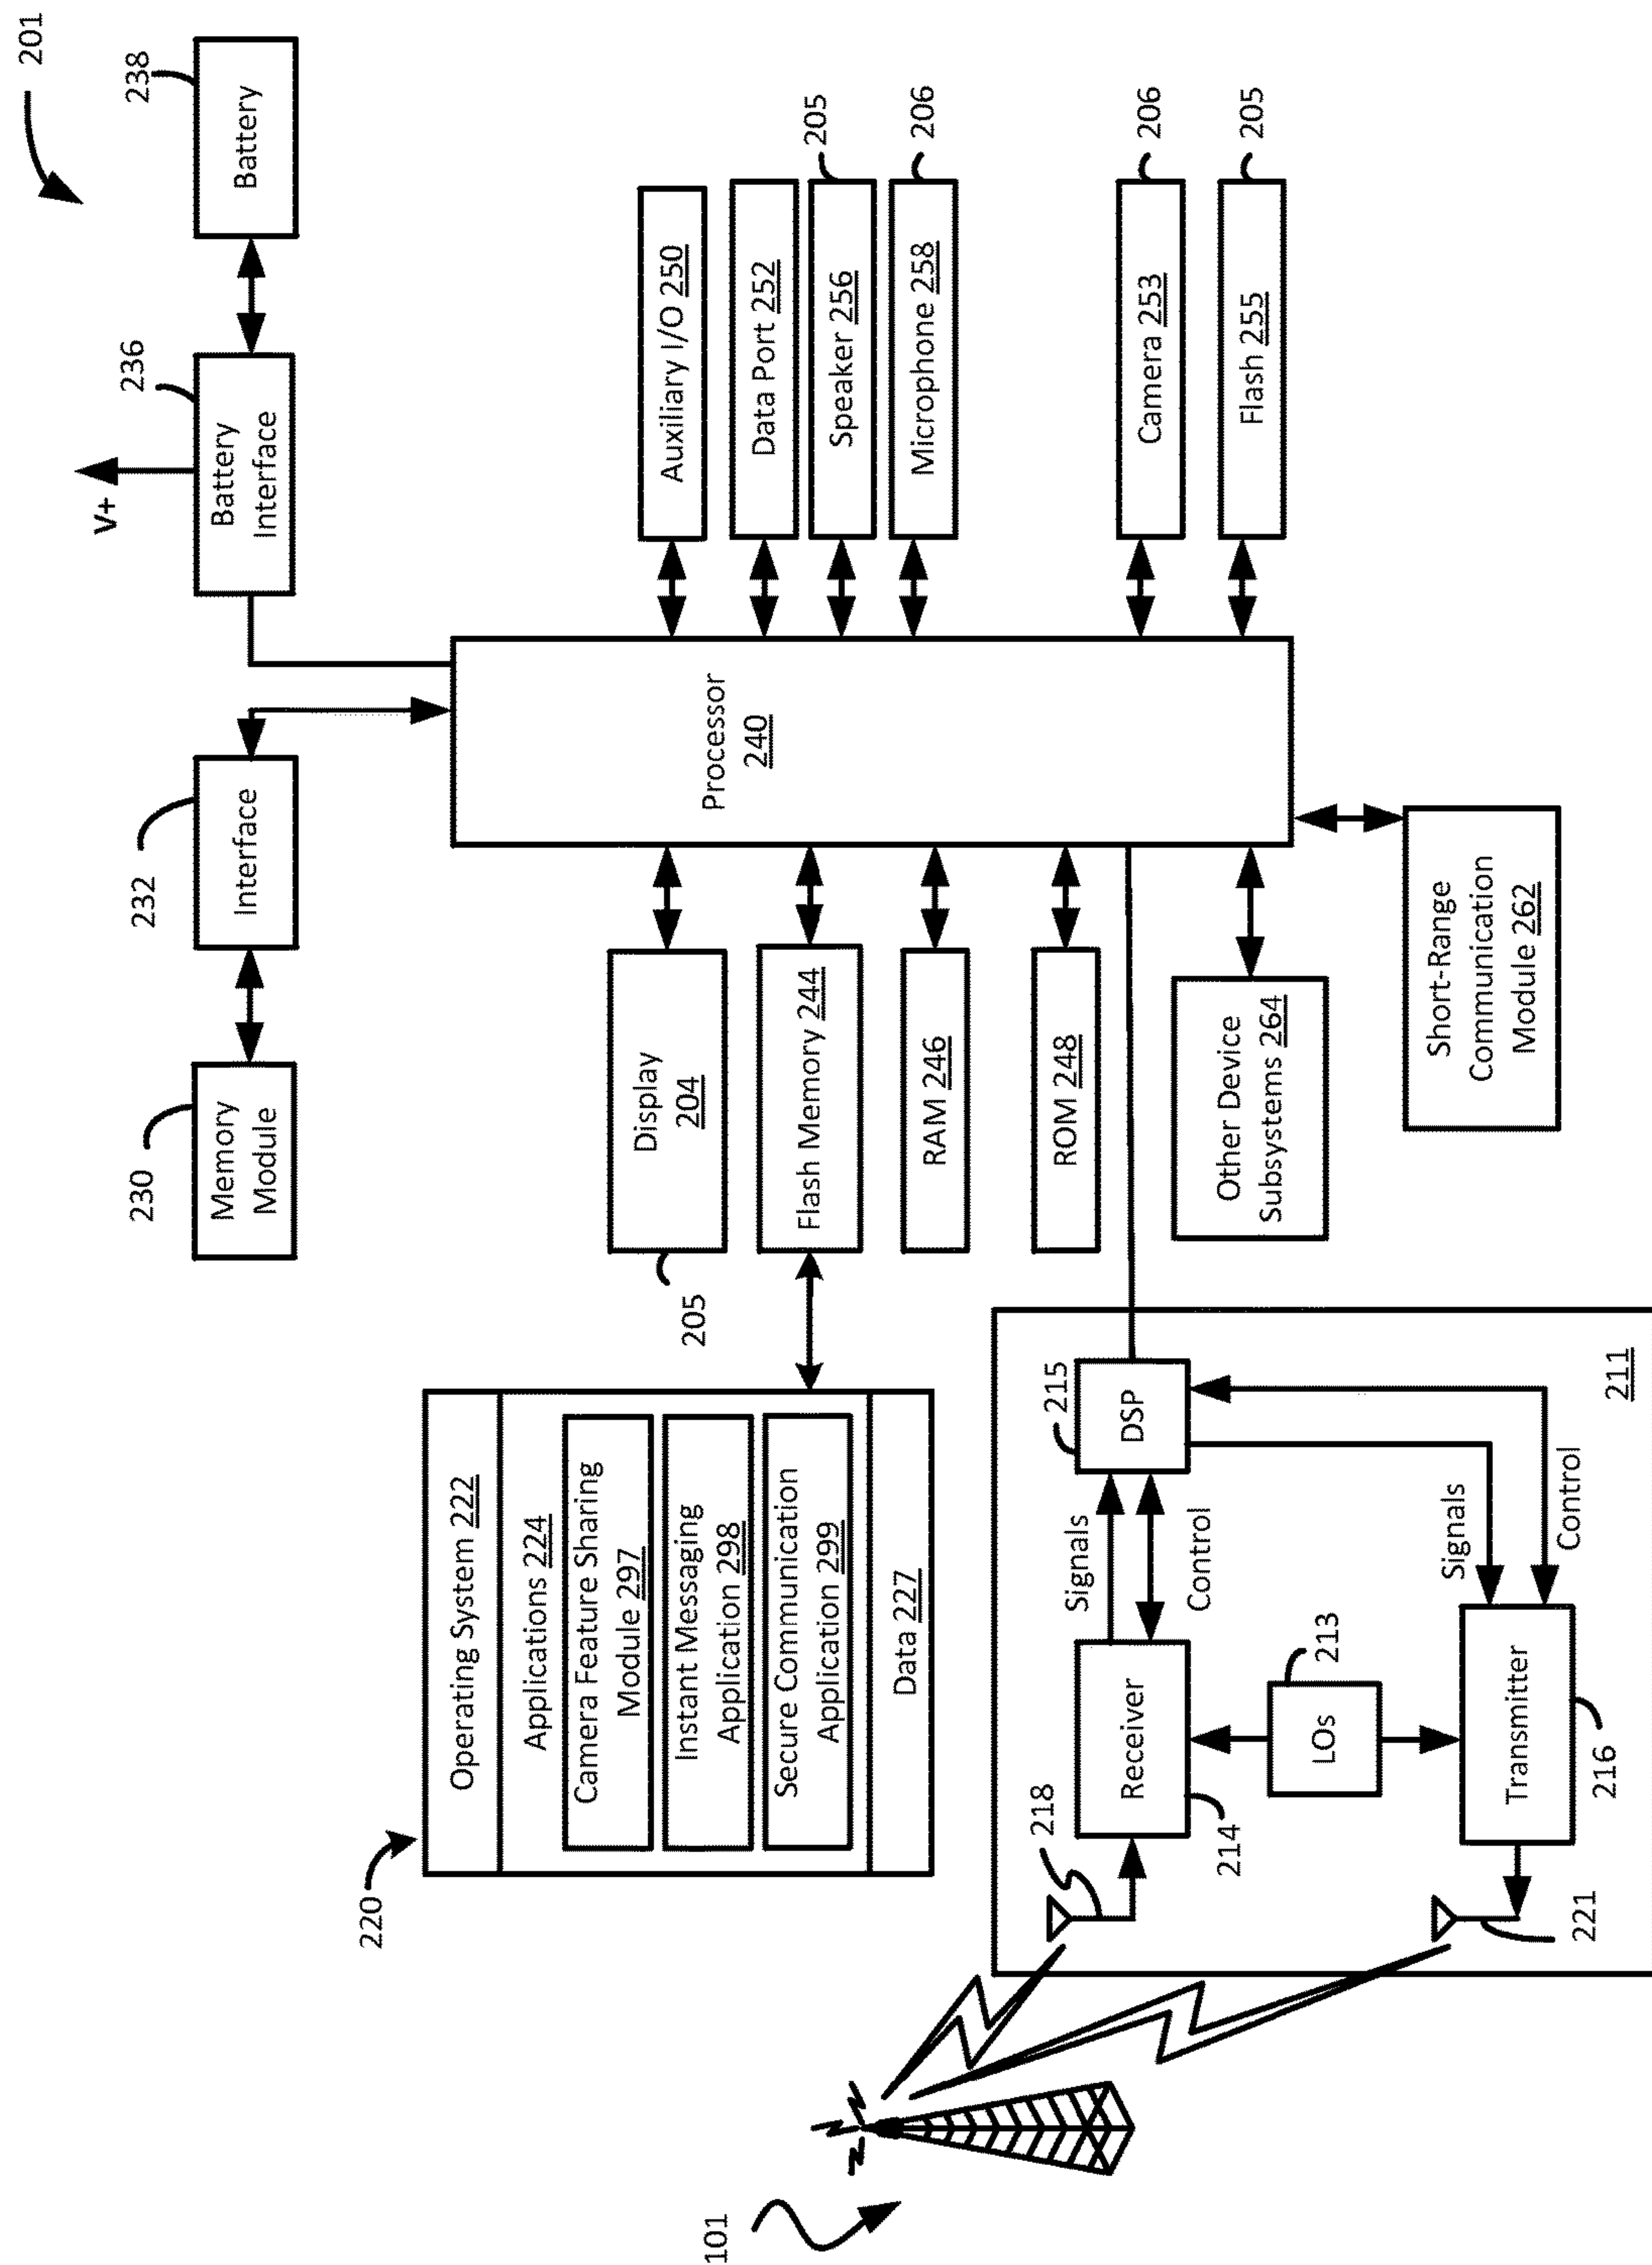 201
238
Battery
236
Battery
Interface
V+
232
Interface
230
Memory
Module
Processor
240
Auxiliary I/O 250
Data Port 252
205
Speaker 256
206
Microphone 258
206
Camera 253
205
Flash 255
Display
204
205
Flash Memory 244
RAM 246
ROM 248
Other Device
Subsystems 264
Short-Range
Communication
Module 262
220
Operating System 222
Applications 224
Camera Feature Sharing
Module 297
Instant Messaging
Application 298
Secure Communication
Application 299
Data 227
215
DSP
Signals
Control
Signals
Control
211
218
Receiver
214
213
LOs
Transmitter
216
221
101